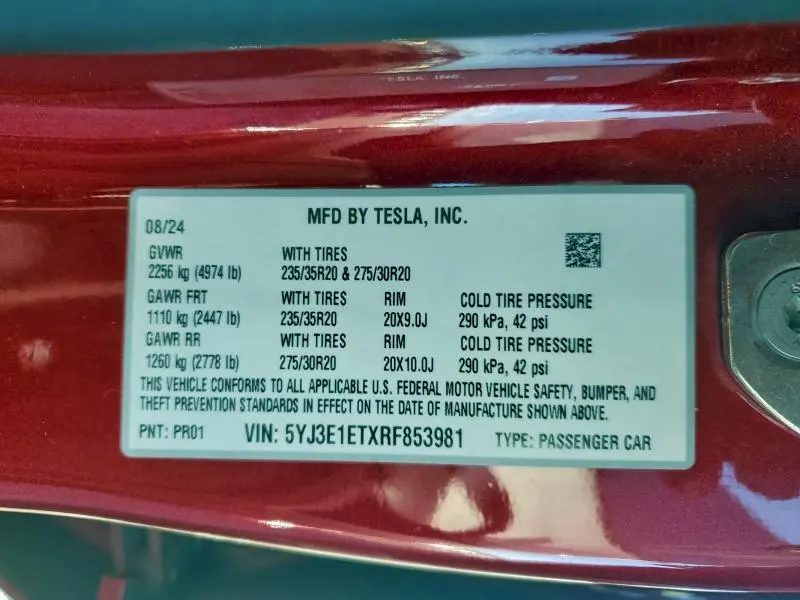 TESLA, INC.
MFD BY TESLA, INC.
08/24
GVWR WITH TIRES
2256 kg (4974 lb) 235/35R20 & 275/30R20
GAWR FRT WITH TIRES RIM COLD TIRE PRESSURE
1110 kg (2447 lb) 235/35R20 20X9.0J 290 kPa, 42 psi
GAWR RR WITH TIRES RIM COLD TIRE PRESSURE
1260 kg (2778 lb) 275/30R20 20X10.0J 290 kPa, 42 psi
THIS VEHICLE CONFORMS TO ALL APPLICABLE U.S. FEDERAL MOTOR VEHICLE SAFETY, BUMPER, AND
THEFT PREVENTION STANDARDS IN EFFECT ON THE DATE OF MANUFACTURE SHOWN ABOVE.
PNT: PR01 VIN: 5YJ3E1ETXRF853981 TYPE: PASSENGER CAR